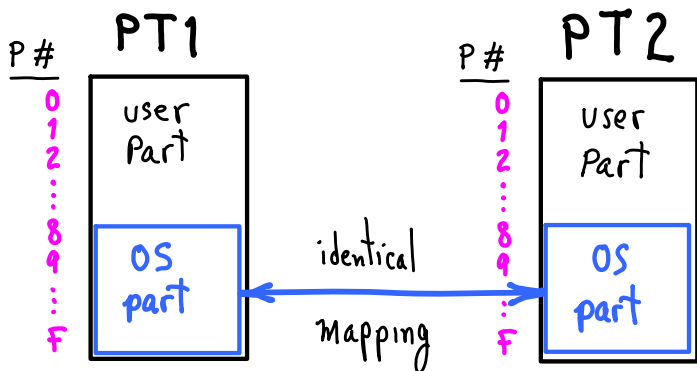 PT1
P#
0
1
2
...
8
9
...
F
user
Part
OS
part
identical
Mapping
PT2
P#
0
1
2
...
8
9
...
F
user
Part
OS
part